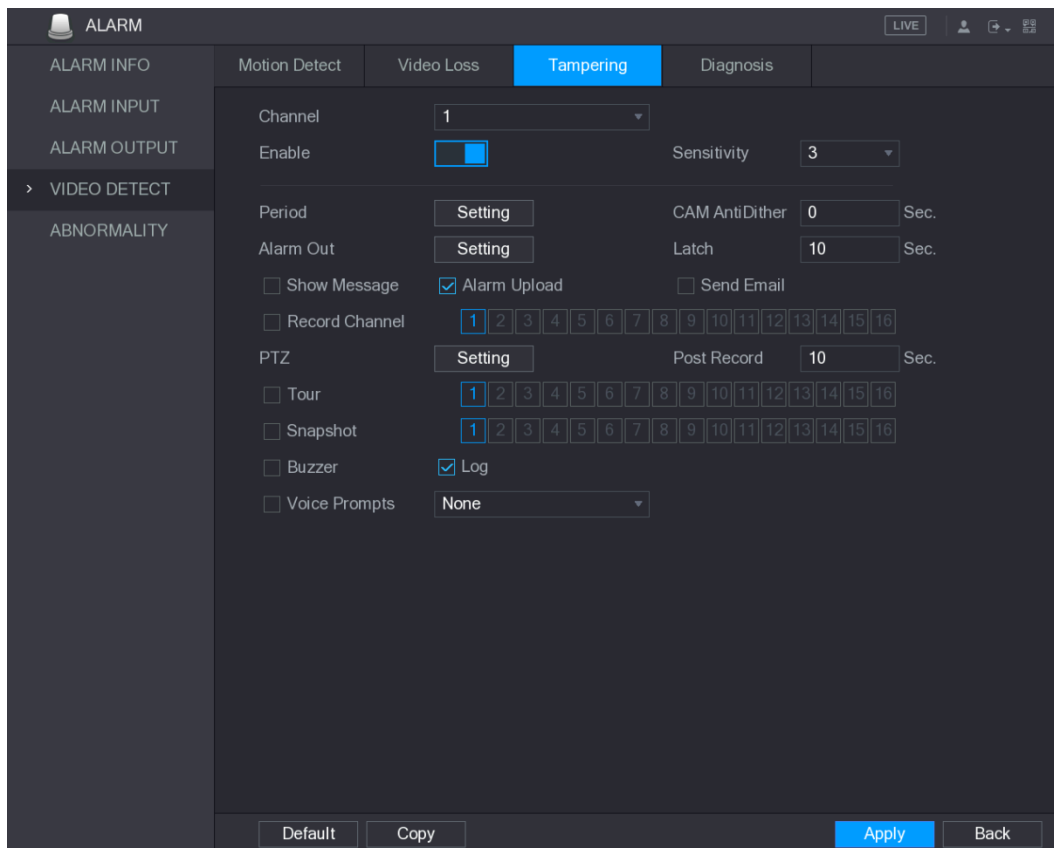 ALARM LIVE
ALARM INFO
ALARM INPUT
ALARM OUTPUT
> VIDEO DETECT
ABNORMALITY
Motion Detect Video Loss Tampering Diagnosis
Channel 1
Enable Sensitivity 3
Period Setting CAM AntiDither 0 Sec.
Alarm Out Setting Latch 10 Sec.
Show Message Alarm Upload Send Email
Record Channel 1 2 3 4 5 6 7 8 9 10 11 12 13 14 15 16
PTZ Setting Post Record 10 Sec.
Tour 1 2 3 4 5 6 7 8 9 10 11 12 13 14 15 16
Snapshot 1 2 3 4 5 6 7 8 9 10 11 12 13 14 15 16
Buzzer Log
Voice Prompts None
Default Copy Apply Back